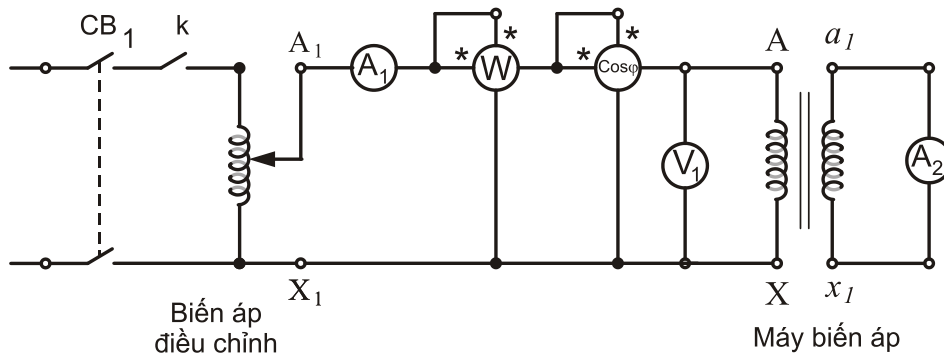 CB 1
k
A1
A1
*
*
W
*
*
Cosφ
V1
A
a1
A2
X1
X
x1
Biến áp
điều chỉnh
Máy biến áp